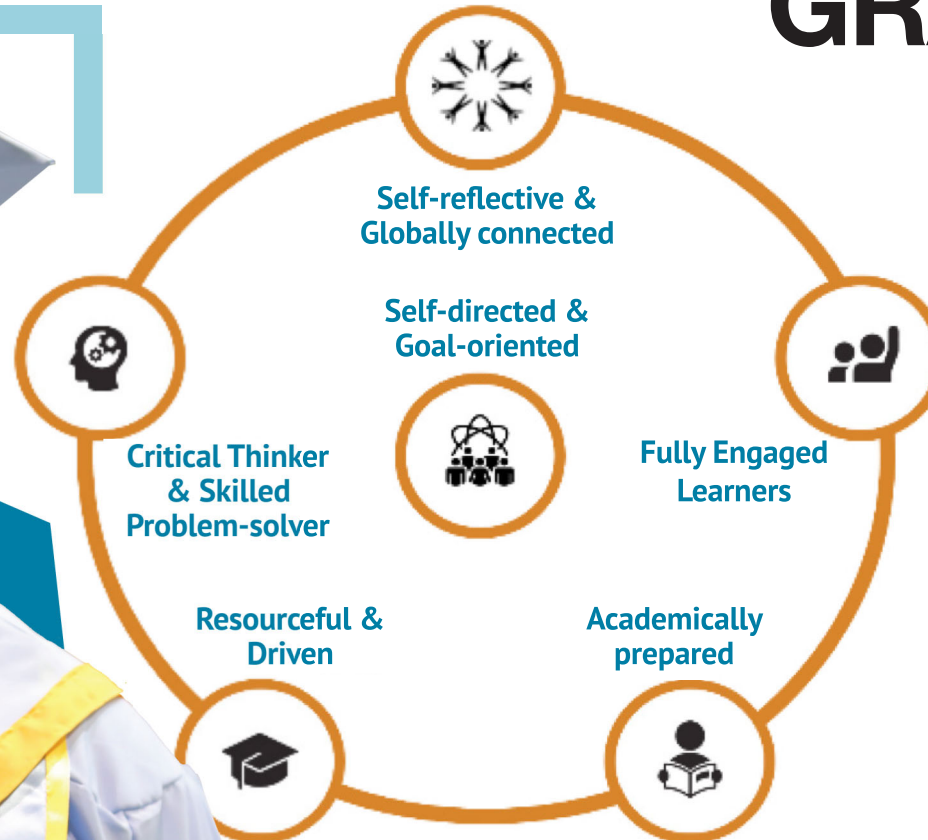 GRA
Self-reflective &
Globally connected
Self-directed &
Goal-oriented
Critical Thinker
& Skilled
Problem-solver
Fully Engaged
Learners
Resourceful &
Driven
Academically
prepared